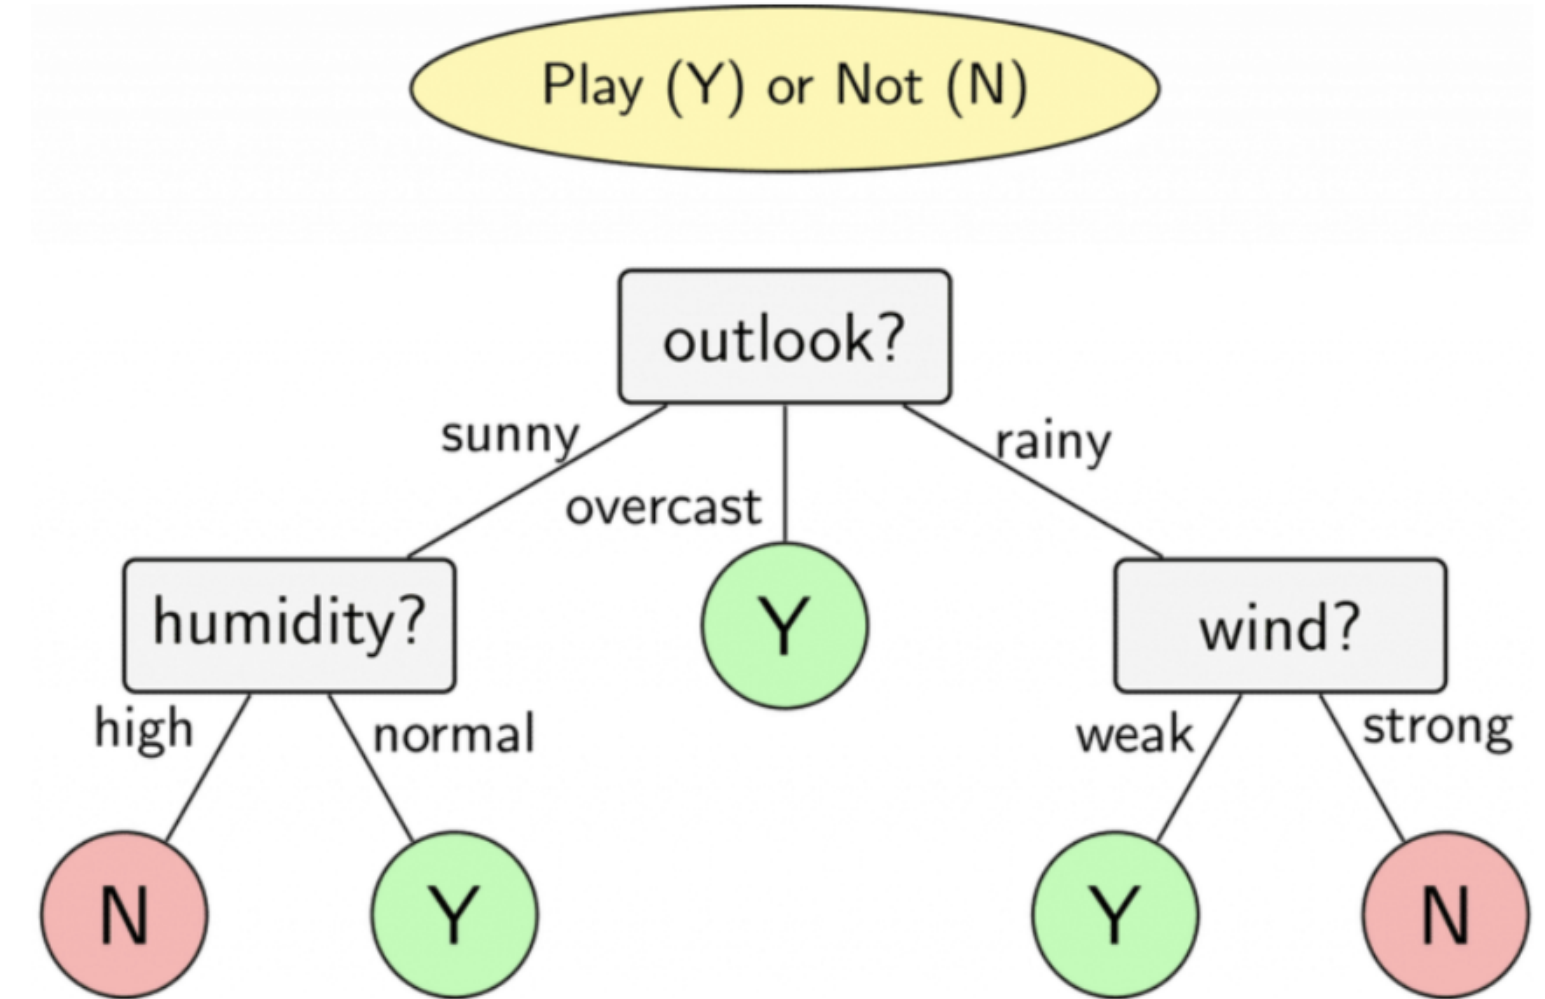 Play (Y) or Not (N)
outlook?
sunny
rainy
overcast
humidity?
Y
wind?
high
normal
weak
strong
N
Y
Y
N